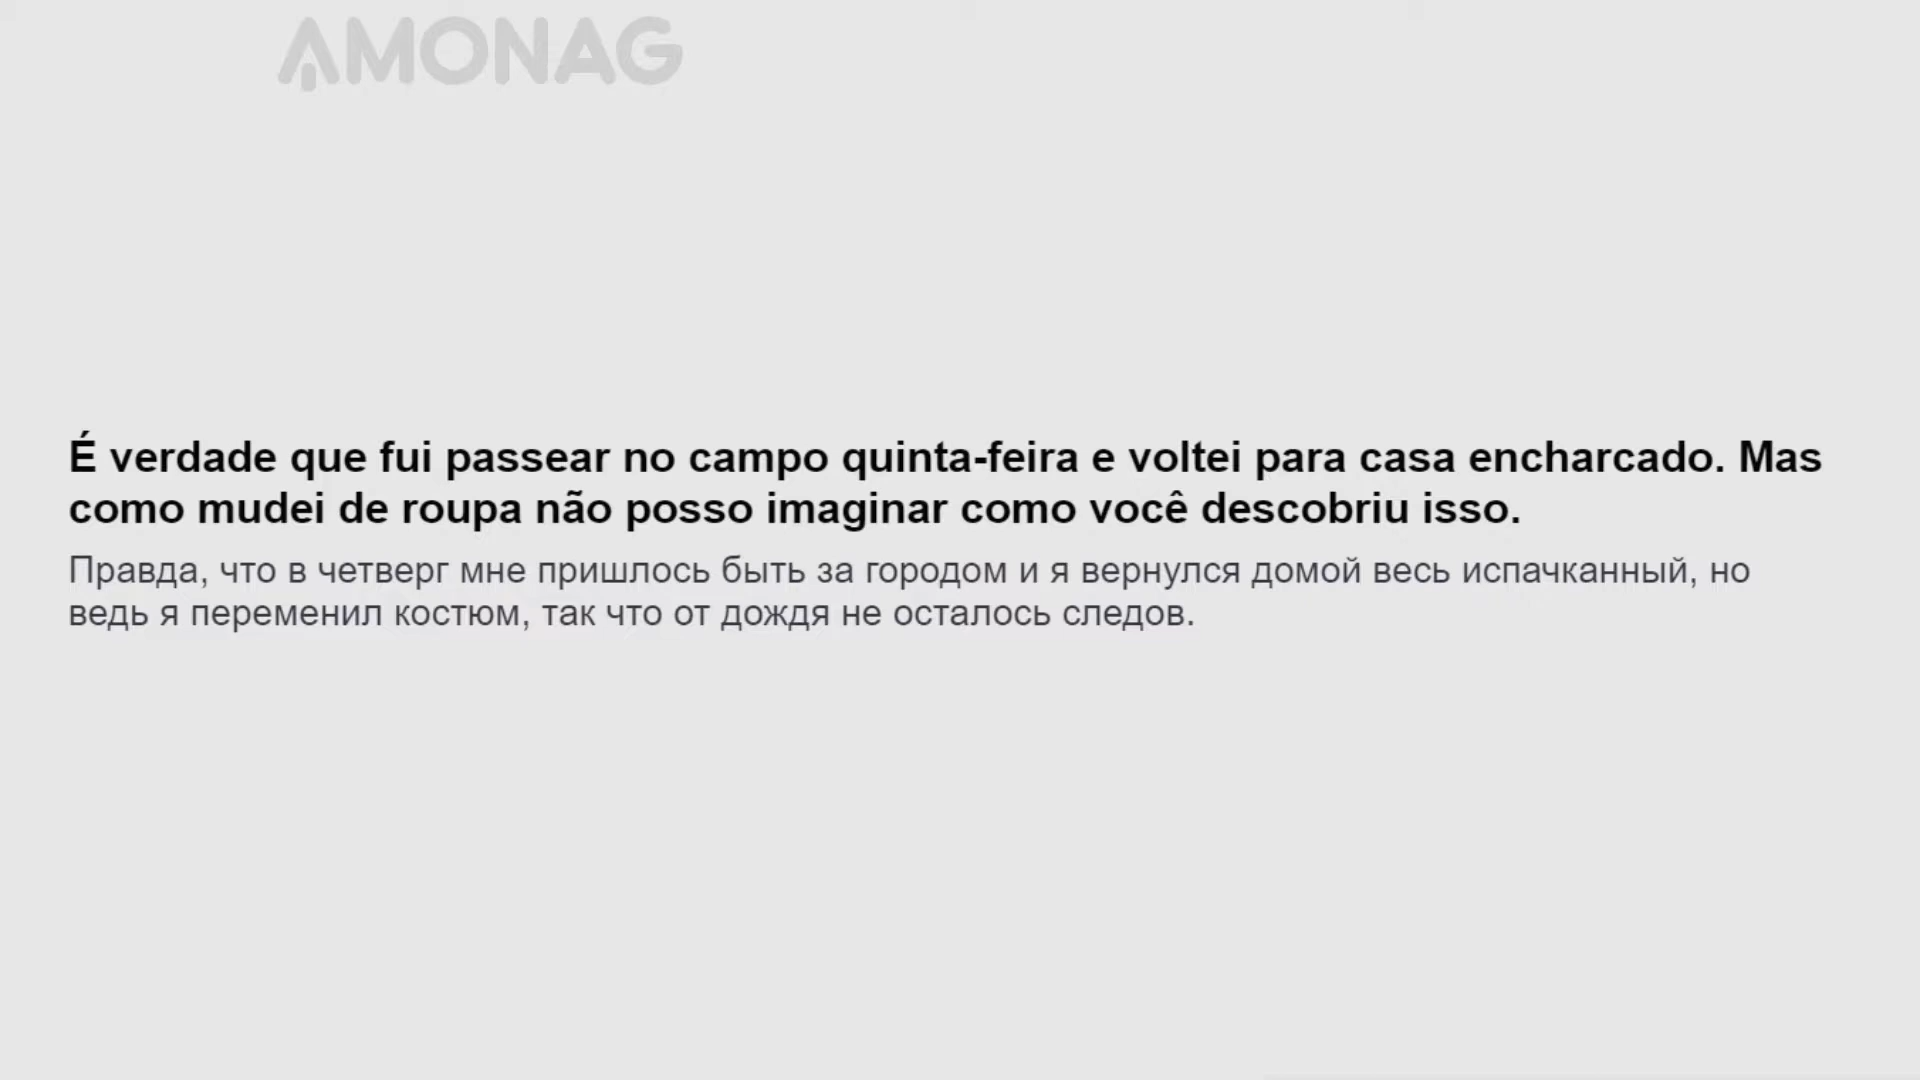 AMONAG
É verdade que fui passear no campo quinta-feira e voltei para casa encharcado. Mas
como mudei de roupa não posso imaginar como você descobriu isso.
Правда, что в четверг мне пришлось быть за городом и я вернулся домой весь испачканный, но
ведь я переменил костюм, так что от дождя не осталось следов.